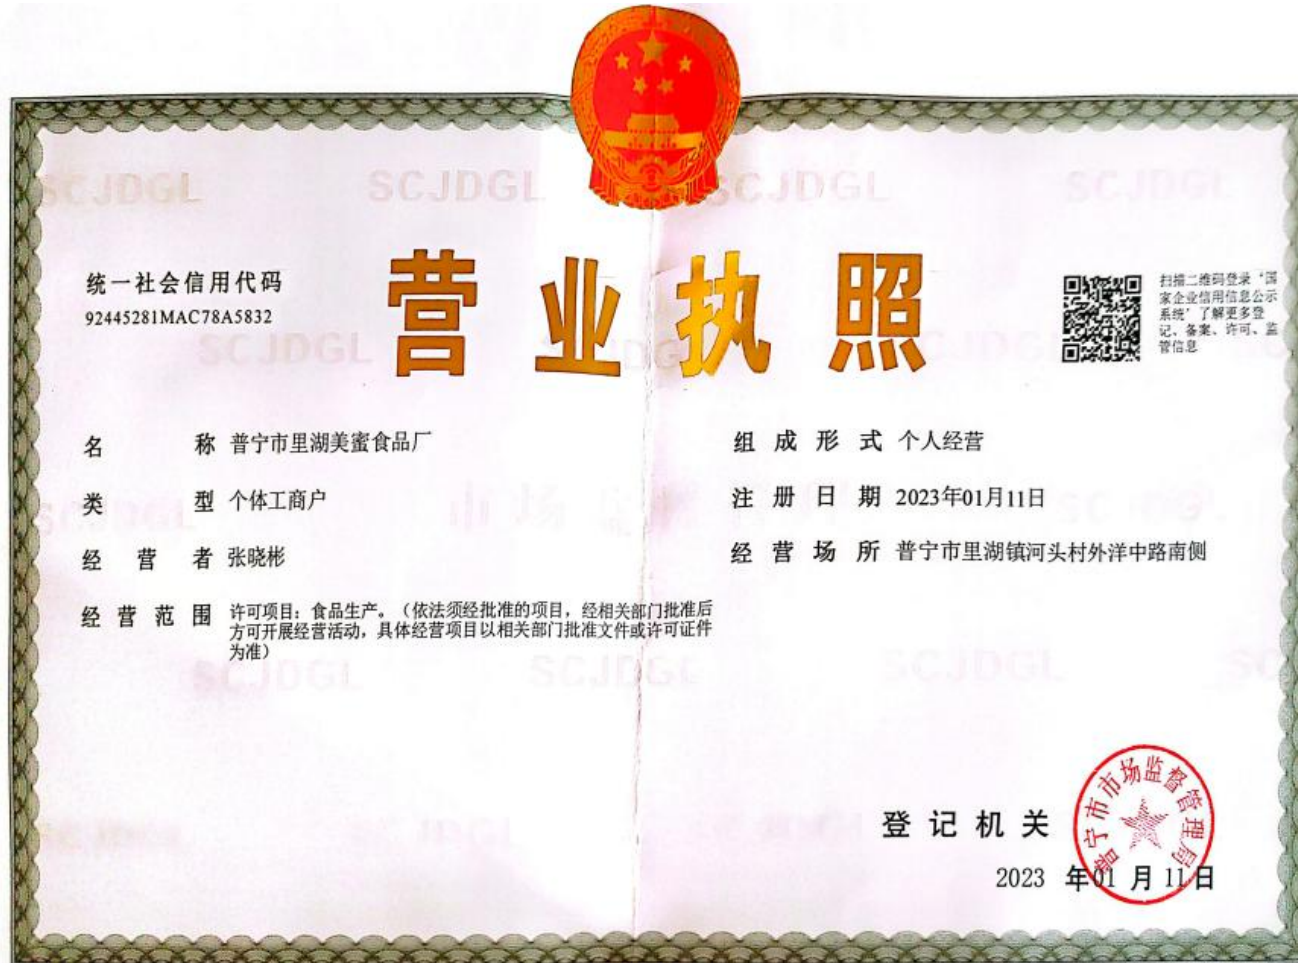 统一社会信用代码
92445281MAC78A5832
营业执照
扫描二维码登录“国
家企业信用信息公示
系统”了解更多登
记、备案、许可、监
管信息
名称 普宁市里湖美蜜食品厂
组成形式 个人经营
类型 个体工商户
注册日期 2023年01月11日
经营者 张晓彬
经营场所 普宁市里湖镇河头村外洋中路南侧
经营范围 许可项目：食品生产。（依法须经批准的项目，经相关部门批准后
方可开展经营活动，具体经营项目以相关部门批准文件或许可证件
为准）
登记机关
普宁市市场监督管理局
2023 年01 月 11日
SCJDGL
SCJDGL
SCJDGL
SCJDGL
SCJDGL
SCJDGL
SCJDGL
SCJDGL